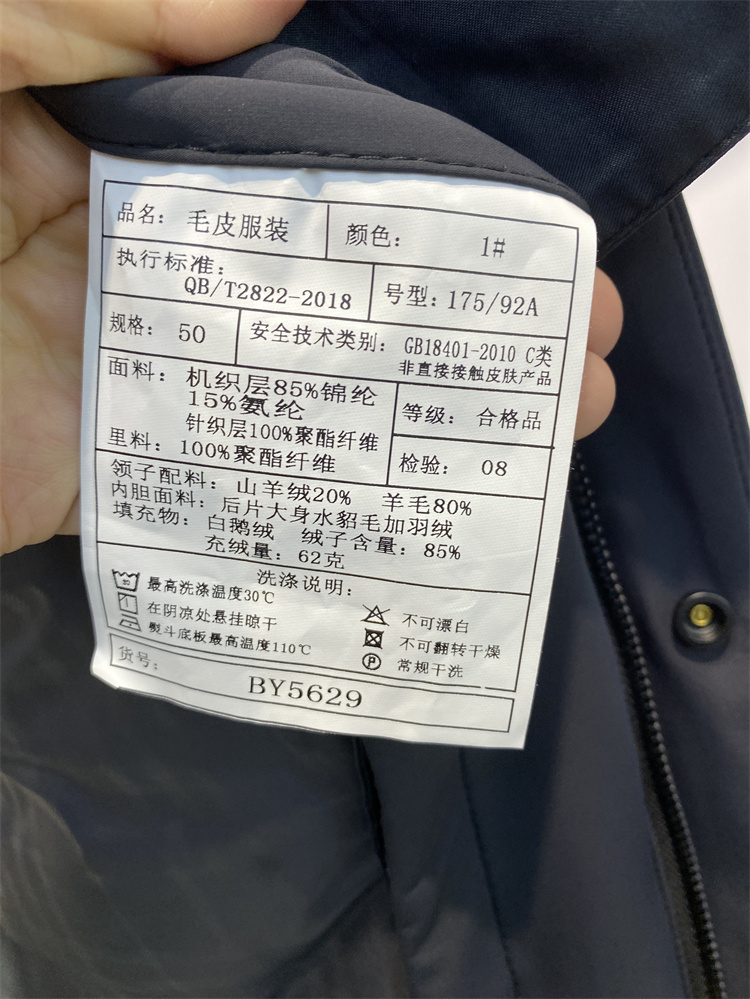 品名: 毛皮服装 颜色: 1#
执行标准:
QB/T2822-2018 号型: 175/92A
规格: 50 安全技术类别: GB18401-2010 C类
非直接接触皮肤产品
面料: 机织层85%锦纶
15%氨纶
针织层100%聚酯纤维
里料: 100%聚酯纤维
等级: 合格品
检验: 08
领子配料: 山羊绒20% 羊毛80%
内胆面料: 后片大身水貂毛加羽绒
填充物: 白鹅绒 绒子含量: 85%
充绒量: 62克
洗涤说明:
30 最高洗涤温度30℃
在阴凉处悬挂晾干
熨斗底板最高温度110℃
不可漂白
不可翻转干燥
P 常规干洗
货号:
BY5629